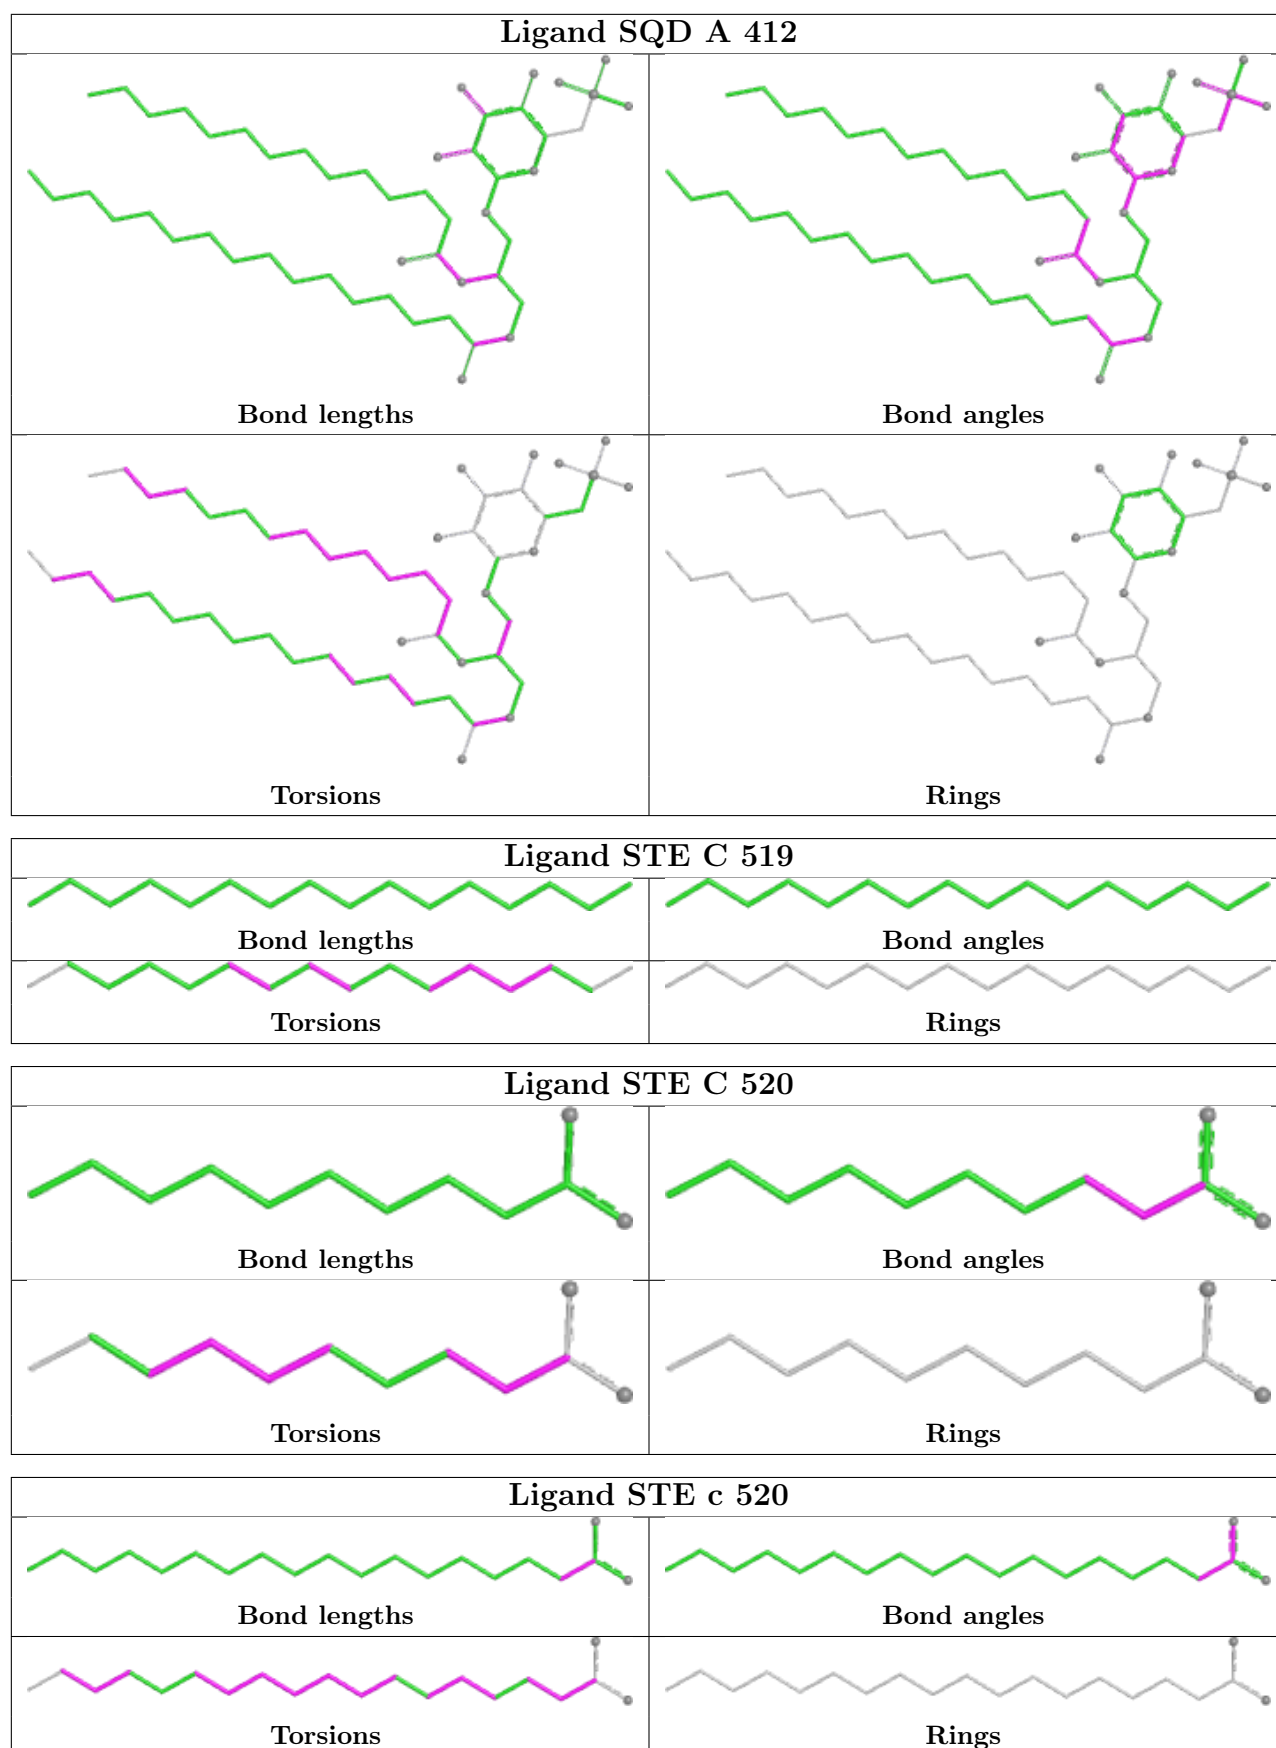 Ligand SQD A 412
Bond lengths
Bond angles
Torsions
Rings
Ligand STE C 519
Bond lengths
Bond angles
Torsions
Rings
Ligand STE C 520
Bond lengths
Bond angles
Torsions
Rings
Ligand STE c 520
Bond lengths
Bond angles
Torsions
Rings